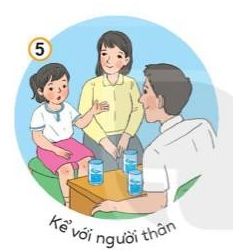 5
Kể với người thân